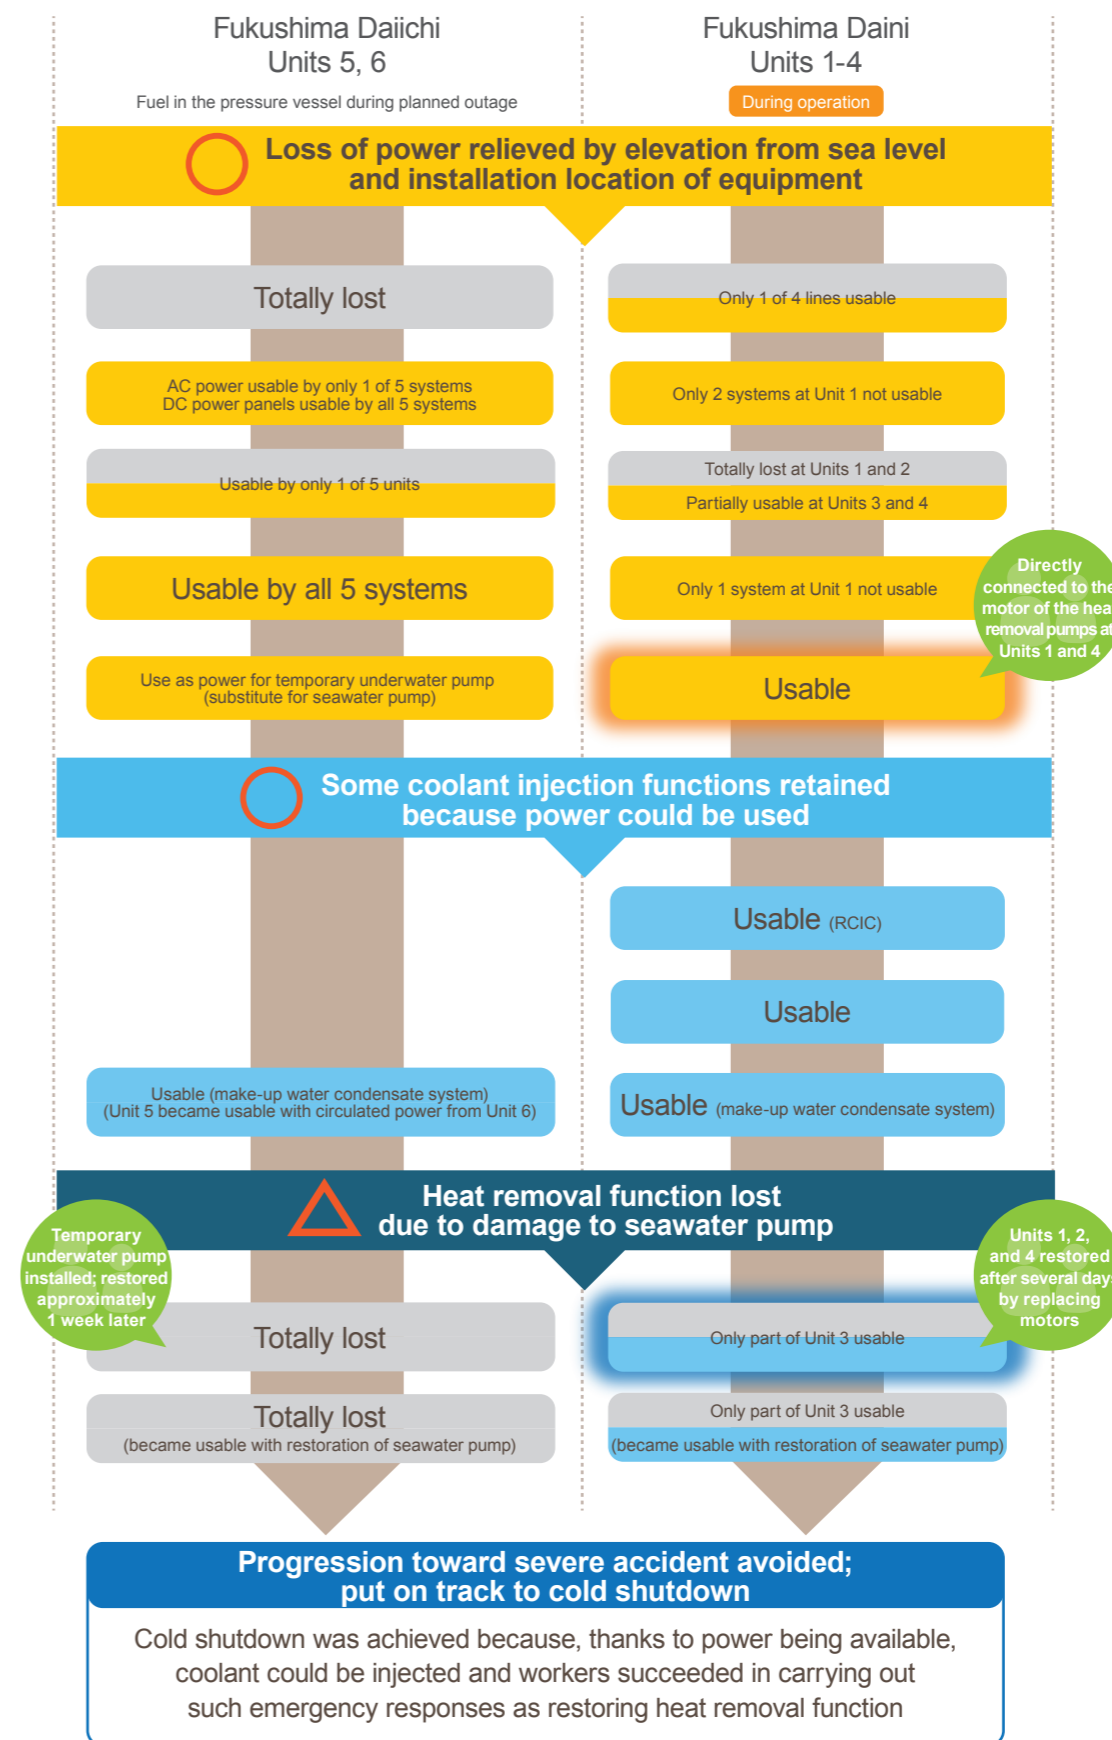 Fukushima Daiichi
Units 5, 6
Fuel in the pressure vessel during planned outage
Fukushima Daini
Units 1-4
During operation
Loss of power relieved by elevation from sea level
and installation location of equipment
Totally lost
Only 1 of 4 lines usable
AC power usable by only 1 of 5 systems
DC power panels usable by all 5 systems
Only 2 systems at Unit 1 not usable
Usable by only 1 of 5 units
Totally lost at Units 1 and 2
Partially usable at Units 3 and 4
Usable by all 5 systems
Only 1 system at Unit 1 not usable
Directly
connected to the
motor of the
removal pumps at
Units 1 and 4
Use as power for temporary underwater pump
(substitute for seawater pump)
Usable
Some coolant injection functions retained
because power could be used
Usable (RCIC)
Usable
Usable (make-up water condensate system)
(Unit 5 became usable with circulated power from Unit 6)
Usable (make-up water condensate system)
Heat removal function lost
due to damage to seawater pump
Temporary
underwater pump
installed; restored
approximately
1 week later
Units 1, 2,
and 4 restored
after several days
by replacing
motors
Totally lost
Only part of Unit 3 usable
Totally lost
(became usable with restoration of seawater pump)
Only part of Unit 3 usable
(became usable with restoration of seawater pump)
Progression toward severe accident avoided;
put on track to cold shutdown
Cold shutdown was achieved because, thanks to power being available,
coolant could be injected and workers succeeded in carrying out
such emergency responses as restoring heat removal function